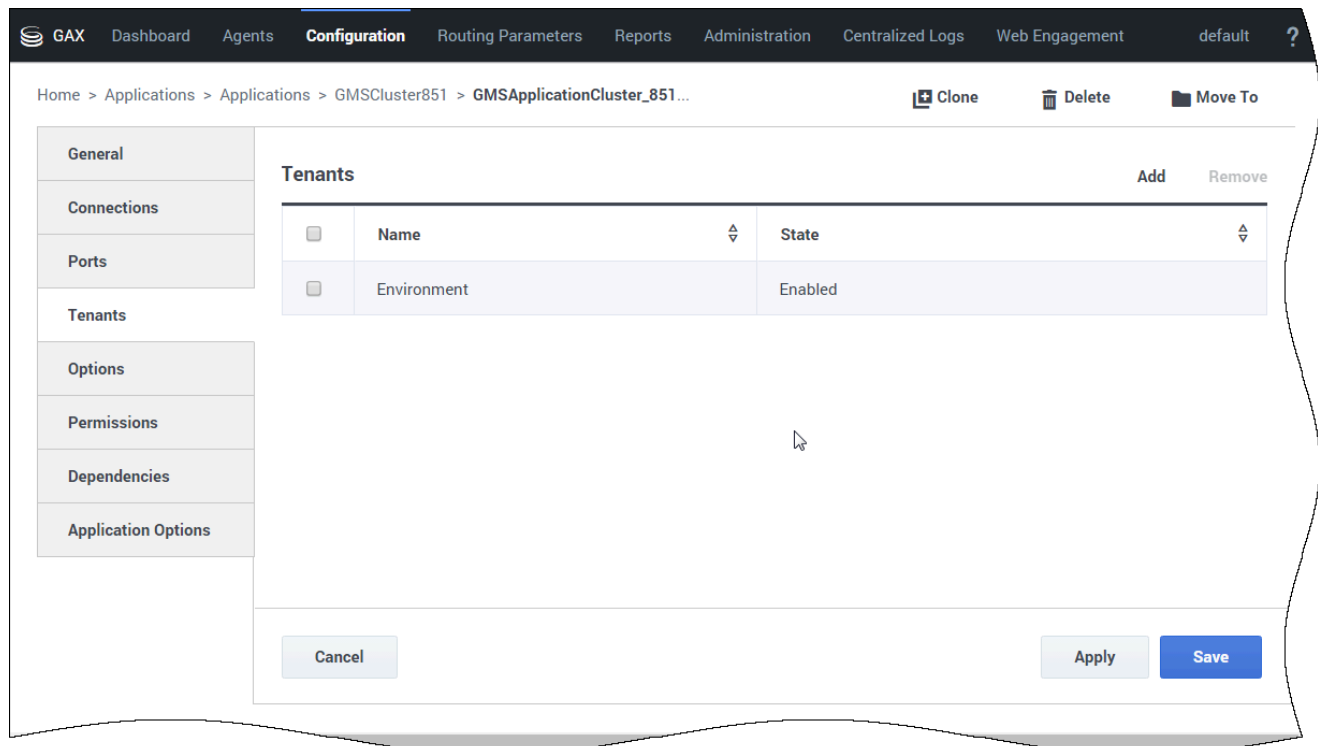 GAX Dashboard Agents Configuration Routing Parameters Reports Administration Centralized Logs Web Engagement default ?
Home > Applications > Applications > GMSCluster851 > GMSApplicationCluster_851...
Clone Delete Move To
General
Connections
Ports
Tenants
Options
Permissions
Dependencies
Application Options
Tenants
Add Remove
Name State
Environment Enabled
Cancel Apply Save